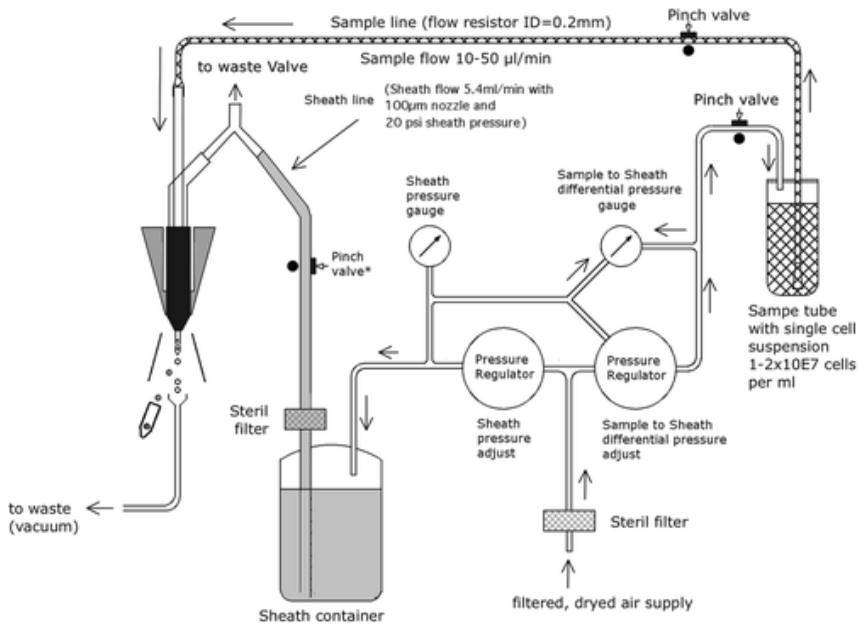 Pinch valve
Sample line (flow resistor ID=0.2mm)
Sample flow 10-50 µl/min
to waste Valve
Sheath line
(Sheath flow 5.4ml/min with
100µm nozzle and
20 psi sheath pressure)
Pinch valve
Sheath
pressure
gauge
Sample to Sheath
differential pressure
gauge
Pinch
valve*
Sampe tube
with single cell
suspension
1-2x10E7 cells
per ml
Pressure
Regulator
Pressure
Regulator
Steril
filter
Sheath
pressure
adjust
Sample to Sheath
differential pressure
adjust
to waste
(vacuum)
Steril filter
Sheath container
filtered, dryed air supply